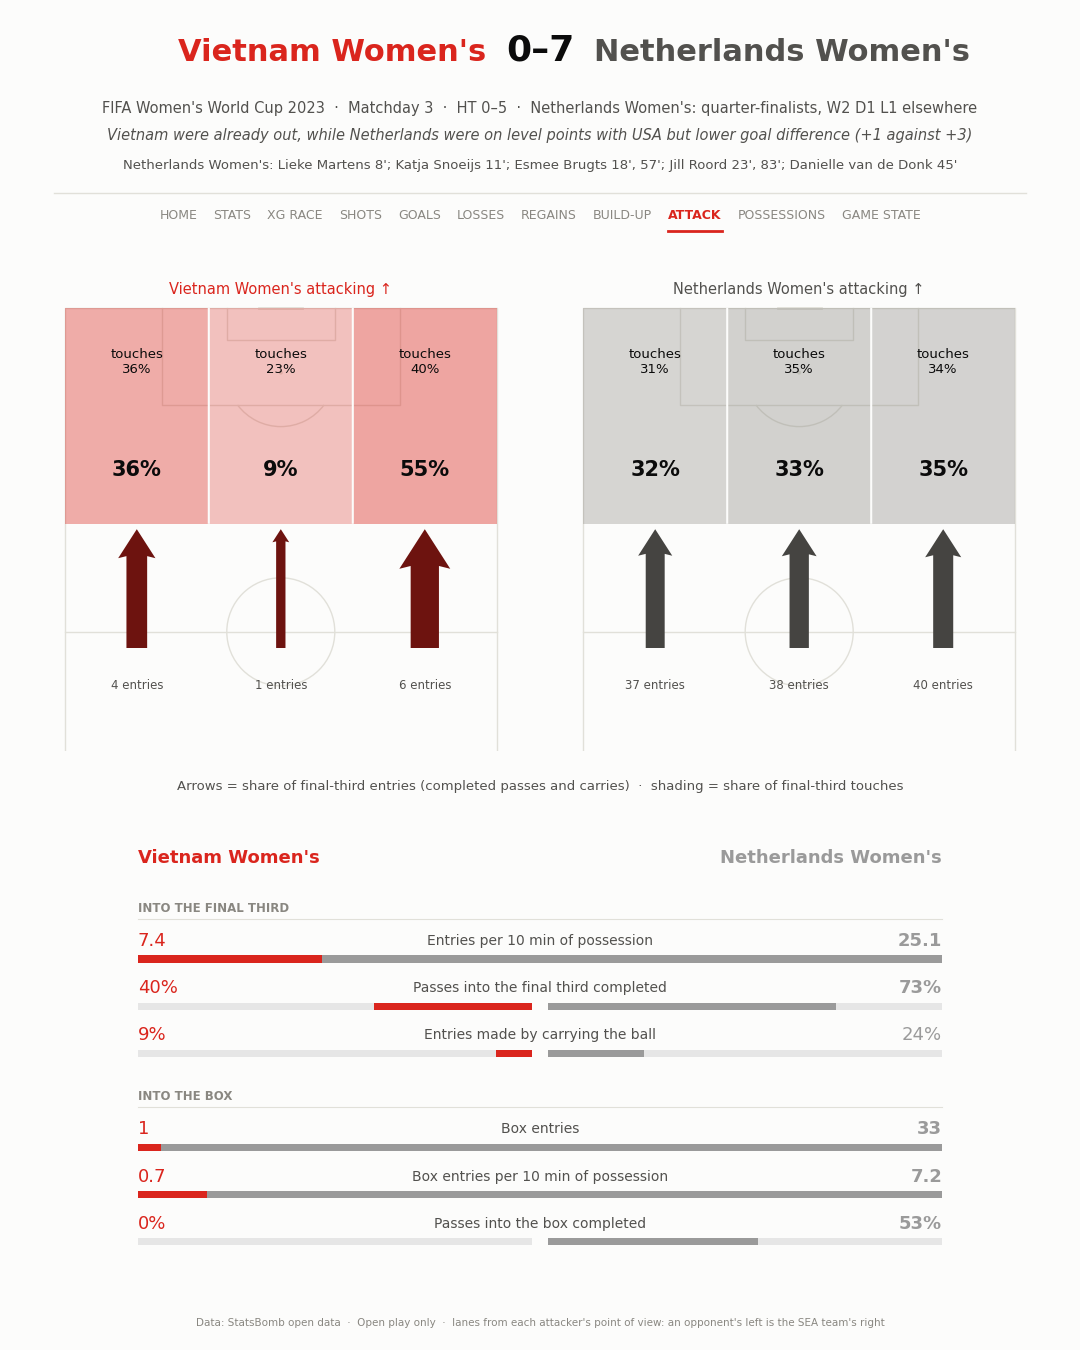 Vietnam Women's 0–7 Netherlands Women's
FIFA Women's World Cup 2023 · Matchday 3 · HT 0–5 · Netherlands Women's: quarter-finalists, W2 D1 L1 elsewhere
Vietnam were already out, while Netherlands were on level points with USA but lower goal difference (+1 against +3)
Netherlands Women's: Lieke Martens 8'; Katja Snoeijs 11'; Esmee Brugts 18', 57'; Jill Roord 23', 83'; Danielle van de Donk 45'
HOME STATS XG RACE SHOTS GOALS LOSSES REGAINS BUILD-UP ATTACK POSSESSIONS GAME STATE
Vietnam Women's attacking ↑
touches touches touches
36% 23% 40%
36% 9% 55%
4 entries 1 entries 6 entries
Netherlands Women's attacking ↑
touches touches touches
31% 35% 34%
32% 33% 35%
37 entries 38 entries 40 entries
Arrows = share of final-third entries (completed passes and carries) · shading = share of final-third touches
Vietnam Women's Netherlands Women's
INTO THE FINAL THIRD
7.4 Entries per 10 min of possession 25.1
40% Passes into the final third completed 73%
9% Entries made by carrying the ball 24%
INTO THE BOX
1 Box entries 33
0.7 Box entries per 10 min of possession 7.2
0% Passes into the box completed 53%
Data: StatsBomb open data · Open play only · lanes from each attacker's point of view: an opponent's left is the SEA team's right